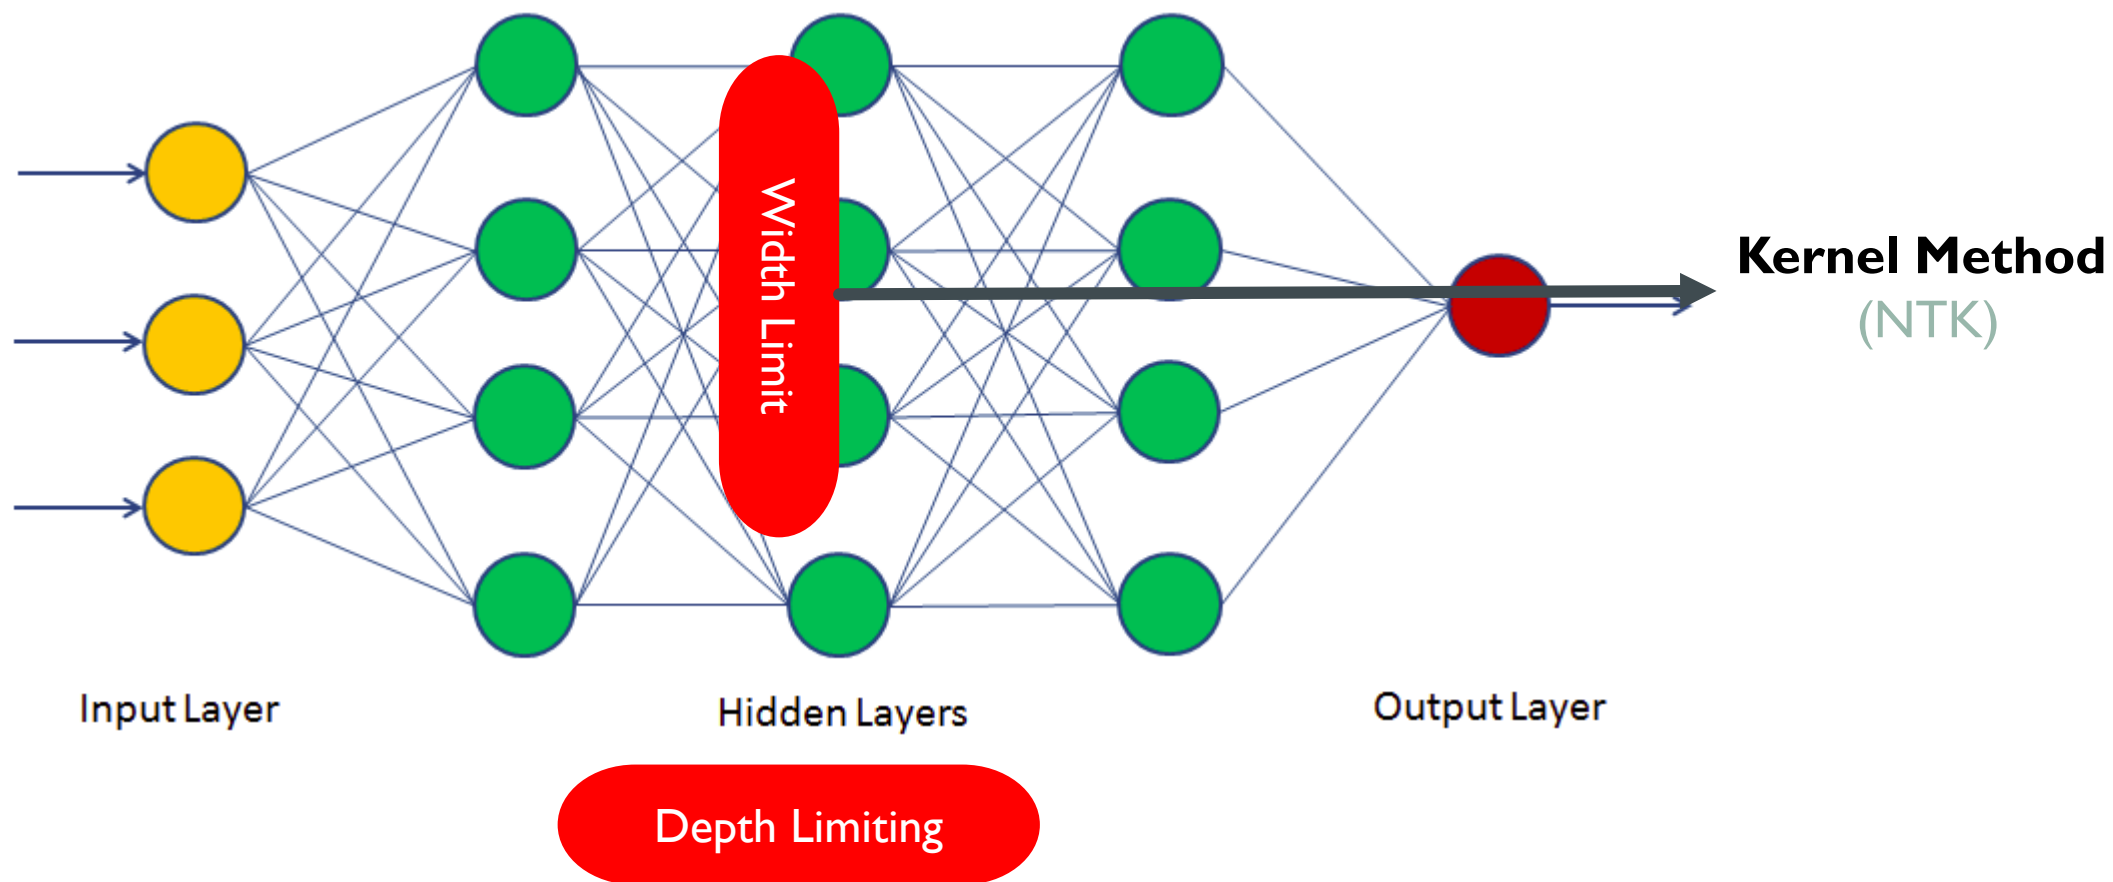 Width Limit
Kernel Method
(NTK)
Input Layer
Hidden Layers
Output Layer
Depth Limiting